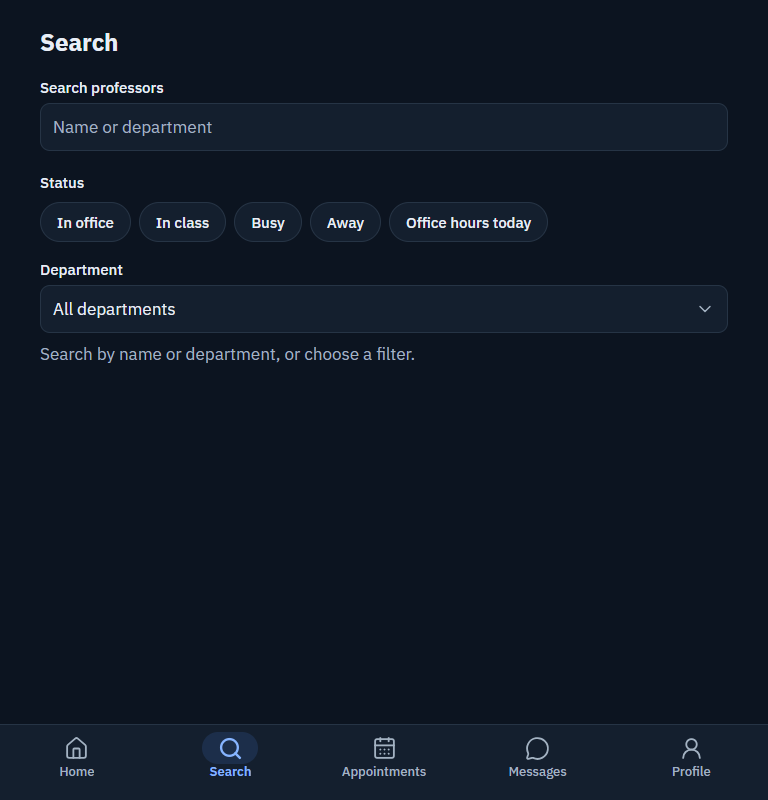 Search
Search professors
Name or department
Status
In office In class Busy Away Office hours today
Department
All departments
Search by name or department, or choose a filter.
Home Search Appointments Messages Profile